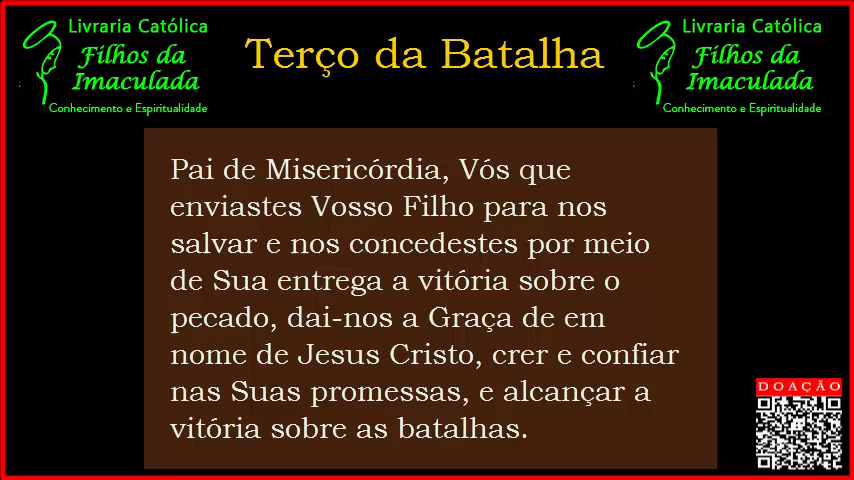 Livraria Católica
Filhos da
Imaculada
Conhecimento e Espiritualidade
Terço da Batalha
Livraria Católica
Filhos da
Imaculada
Conhecimento e Espiritualidade
Pai de Misericórdia, Vós que
enviastes Vosso Filho para nos
salvar e nos concedestes por meio
de Sua entrega a vitória sobre o
pecado, dai-nos a Graça de em
nome de Jesus Cristo, crer e confiar
nas Suas promessas, e alcançar a
vitória sobre as batalhas.
DOAÇÃO